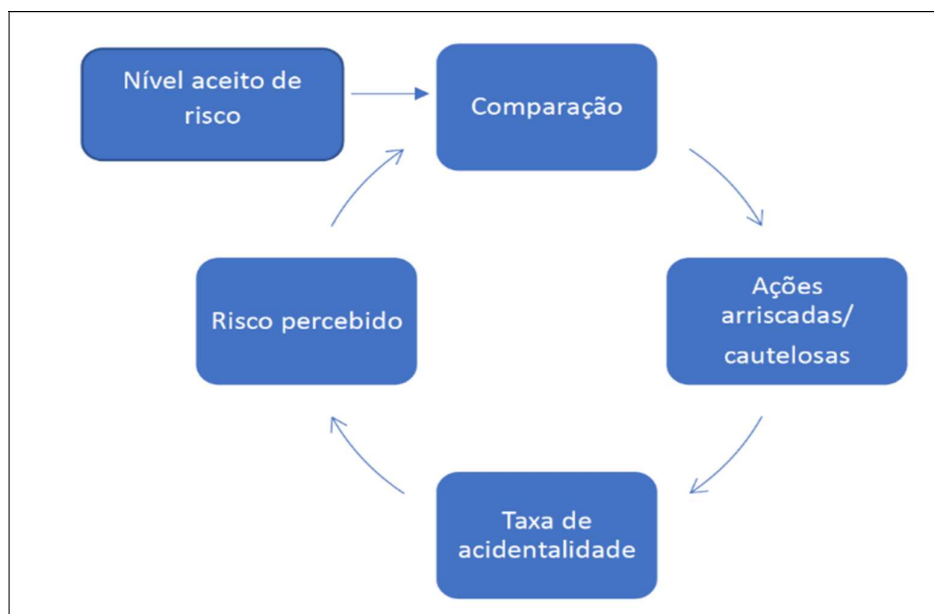 Nível aceito de
risco
Comparação
Ações
arriscadas/
cautelosas
Risco percebido
Taxa de
acidentalidade